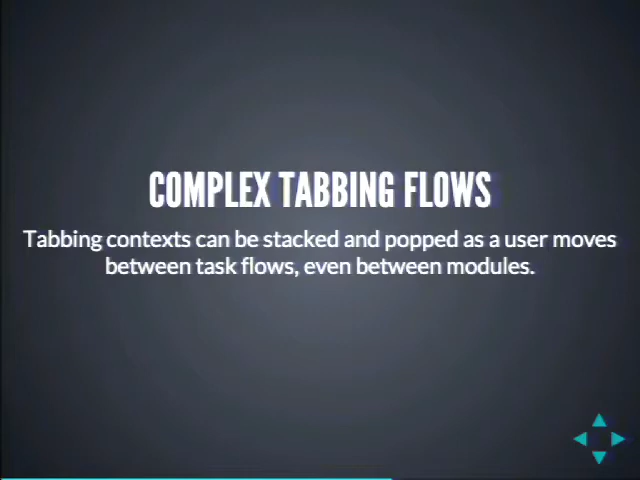 COMPLEX TABBING FLOWS
Tabbing contexts can be stacked and popped as a user moves
between task flows, even between modules.